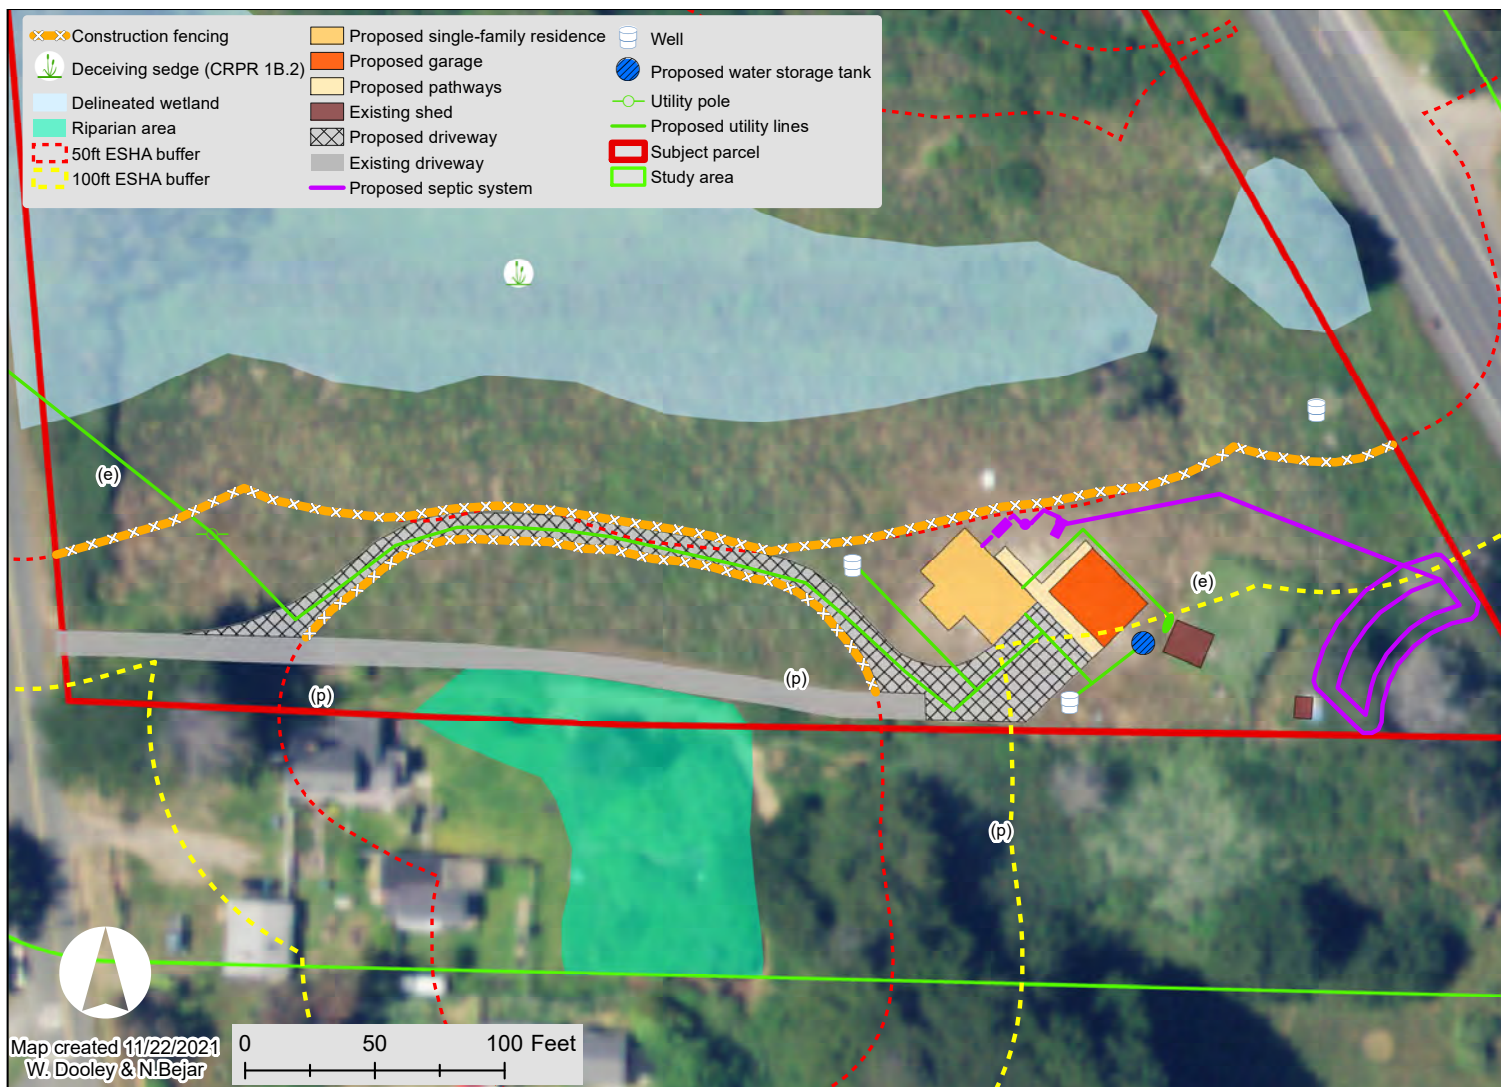 Construction fencing
Deceiving sedge (CRPR 1B.2)
Delineated wetland
Riparian area
50ft ESHA buffer
100ft ESHA buffer
Proposed single-family residence
Proposed garage
Proposed pathways
Existing shed
Proposed driveway
Existing driveway
Proposed septic system
Well
Proposed water storage tank
Utility pole
Proposed utility lines
Subject parcel
Study area
(e)
(e)
(p)
(p)
(p)
Map created 11/22/2021
W. Dooley & N.Bejar
0 50 100 Feet